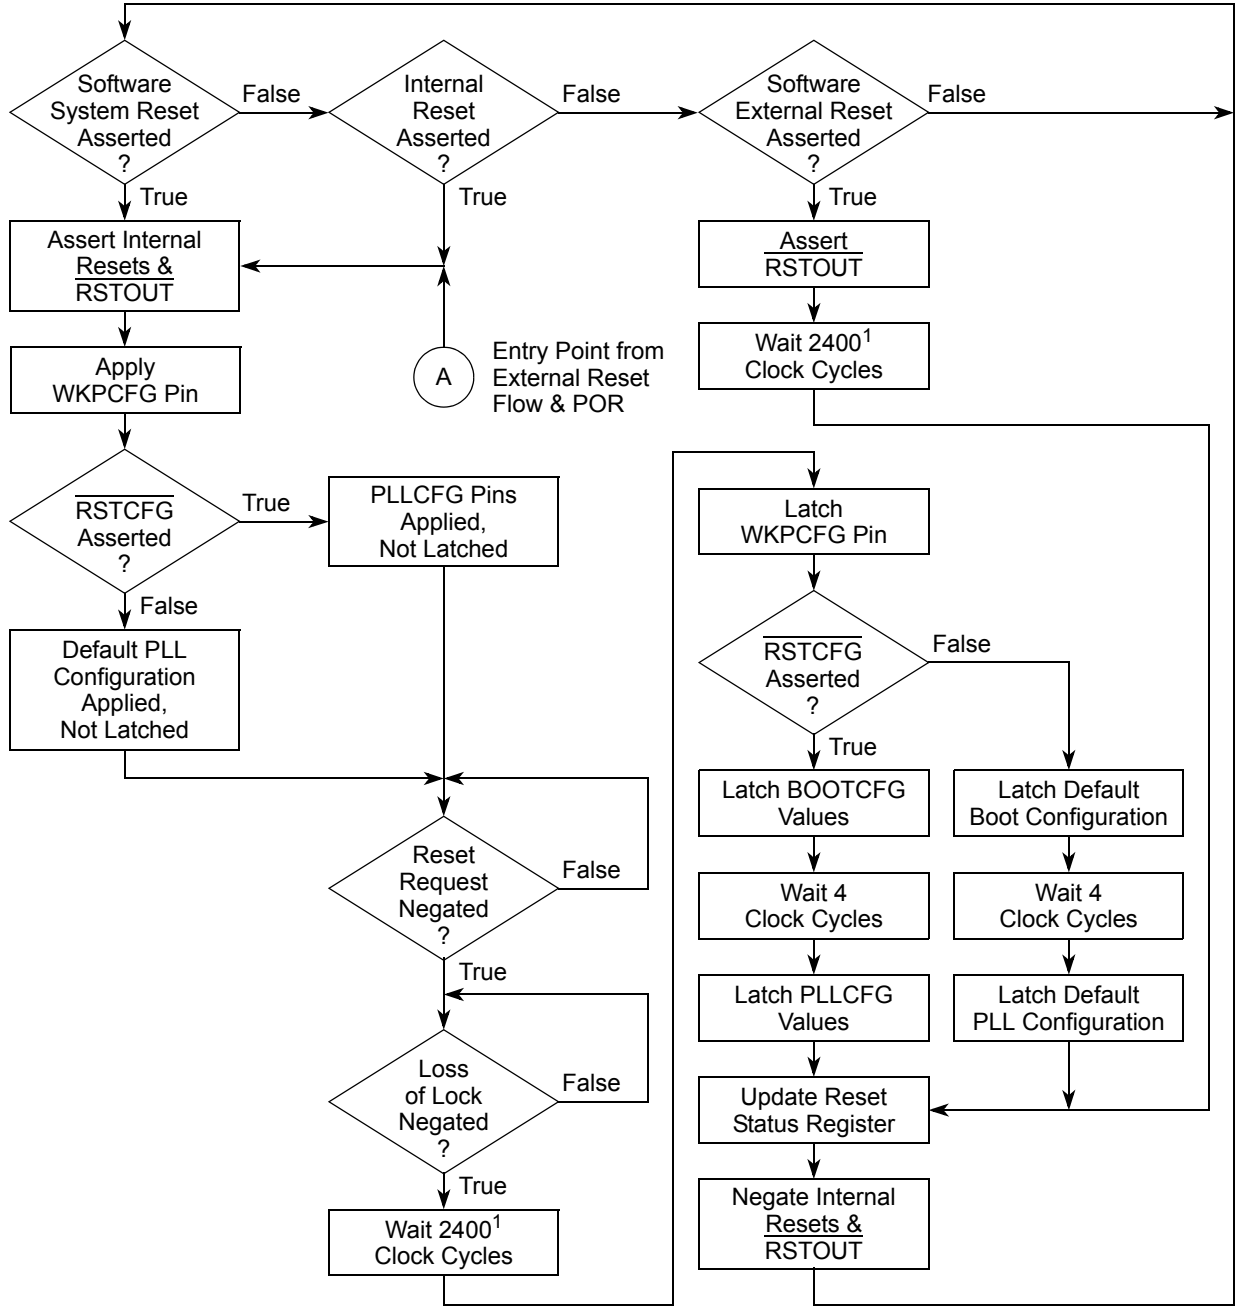 Software
System Reset
Asserted
?
False
Internal
Reset
Asserted
?
False
Software
External Reset
Asserted
?
False
True
True
True
Assert Internal
Resets &
RSTOUT
Assert
RSTOUT
Apply
WKPCFG Pin
A
Entry Point from
External Reset
Flow & POR
Wait 2400¹
Clock Cycles
RSTCFG
Asserted
?
True
PLLCFG Pins
Applied,
Not Latched
Latch
WKPCFG Pin
False
Default PLL
Configuration
Applied,
Not Latched
RSTCFG
Asserted
?
False
True
Latch BOOTCFG
Values
Latch Default
Boot Configuration
Reset
Request
Negated
?
False
Wait 4
Clock Cycles
Wait 4
Clock Cycles
True
Latch PLLCFG
Values
Latch Default
PLL Configuration
Loss
of Lock
Negated
?
False
Update Reset
Status Register
True
Wait 2400¹
Clock Cycles
Negate Internal
Resets &
RSTOUT